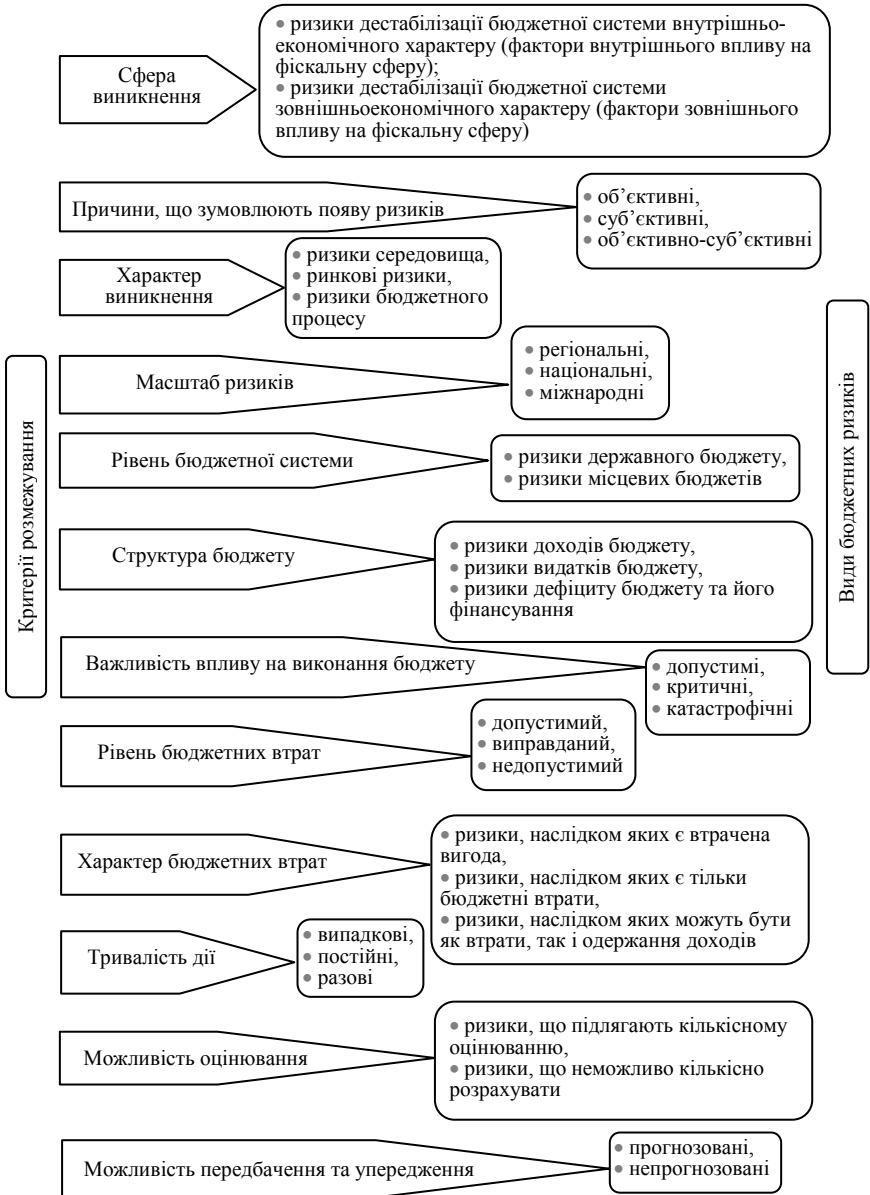 Сфера
виникнення
● ризики дестабілізації бюджетної системи внутрішньо-
економічного характеру (фактори внутрішнього впливу на
фіскальну сферу);
● ризики дестабілізації бюджетної системи
зовнішньоекономічного характеру (фактори зовнішнього
впливу на фіскальну сферу)
Причини, що зумовлюють появу ризиків
● об’єктивні,
● суб’єктивні,
● об’єктивно-суб’єктивні
Характер
виникнення
● ризики середовища,
● ринкові ризики,
● ризики бюджетного
процесу
Критерії розмежування
Види бюджетних ризиків
Масштаб ризиків
● регіональні,
● національні,
● міжнародні
Рівень бюджетної системи
● ризики державного бюджету,
● ризики місцевих бюджетів
Структура бюджету
● ризики доходів бюджету,
● ризики видатків бюджету,
● ризики дефіциту бюджету та його
фінансування
Важливість впливу на виконання бюджету
● допустимі,
● критичні,
● катастрофічні
Рівень бюджетних втрат
● допустимий,
● виправданий,
● недопустимий
Характер бюджетних втрат
● ризики, наслідком яких є втрачена
вигода,
● ризики, наслідком яких є тільки
бюджетні втрати,
● ризики, наслідком яких можуть бути
як втрати, так і одержання доходів
Тривалість дії
● випадкові,
● постійні,
● разові
Можливість оцінювання
● ризики, що підлягають кількісному
оцінюванню,
● ризики, що неможливо кількісно
розрахувати
Можливість передбачення та упередження
● прогнозовані,
● непрогнозовані